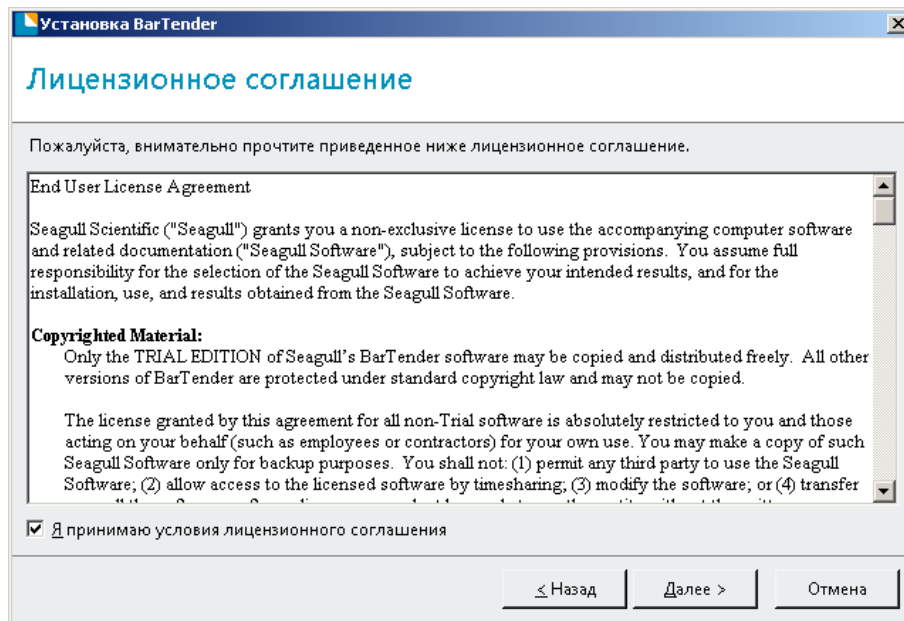 Установка BarTender
Лицензионное соглашение
Пожалуйста, внимательно прочтите приведенное ниже лицензионное соглашение.
End User License Agreement
Seagull Scientific ("Seagull") grants you a non-exclusive license to use the accompanying computer software
and related documentation ("Seagull Software"), subject to the following provisions.  You assume full
responsibility for the selection of the Seagull Software to achieve your intended results, and for the
installation, use, and results obtained from the Seagull Software.
Copyrighted Material:
Only the TRIAL EDITION of Seagull's BarTender software may be copied and distributed freely.  All other
versions of BarTender are protected under standard copyright law and may not be copied.
The license granted by this agreement for all non-Trial software is absolutely restricted to you and those
acting on your behalf (such as employees or contractors) for your own use. You may make a copy of such
Seagull Software only for backup purposes.  You shall not: (1) permit any third party to use the Seagull
Software; (2) allow access to the licensed software by timesharing; (3) modify the software; or (4) transfer
Я принимаю условия лицензионного соглашения
< Назад
Далее >
Отмена